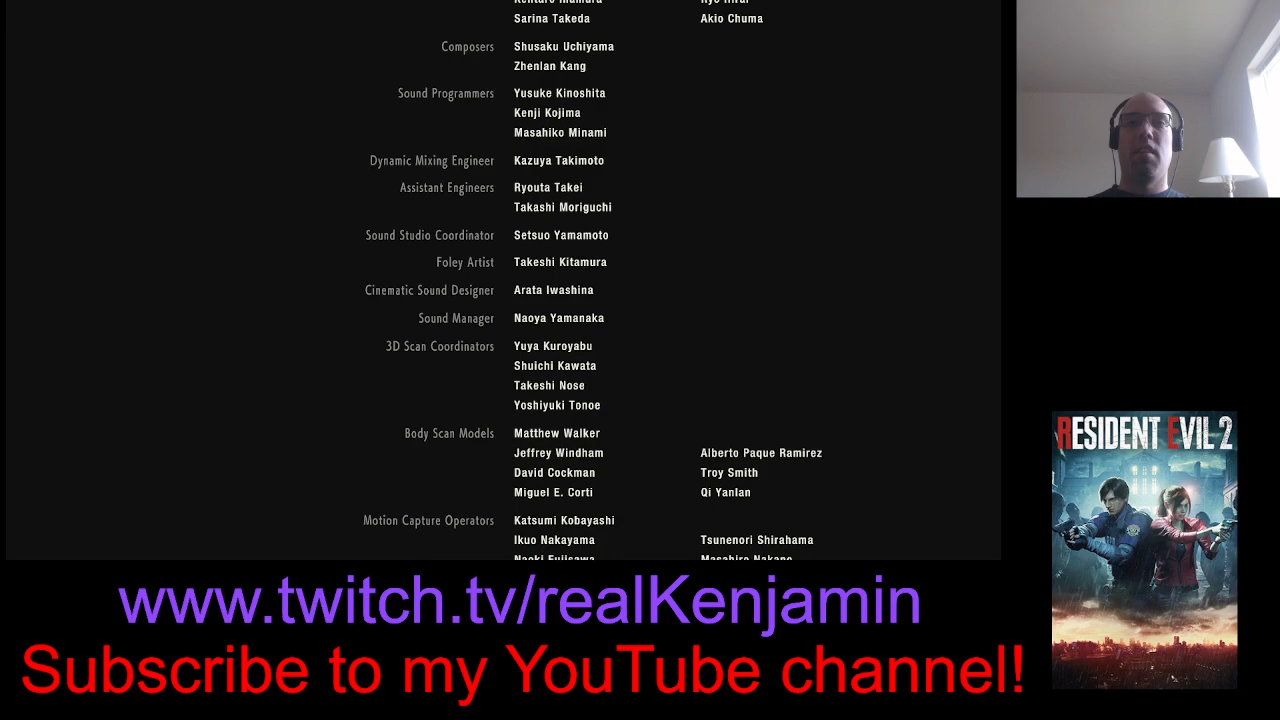 Sarina Takeda Akio Chuma
Composers Shusaku Uchiyama
Zhenlan Kang
Sound Programmers Yusuke Kinoshita
Kenji Kojima
Masahiko Minami
Dynamic Mixing Engineer Kazuya Takimoto
Assistant Engineers Ryouta Takei
Takashi Moriguchi
Sound Studio Coordinator Setsuo Yamamoto
Foley Artist Takeshi Kitamura
Cinematic Sound Designer Arata Iwashina
Sound Manager Naoya Yamanaka
3D Scan Coordinators Yuya Kuroyabu
Shuichi Kawata
Takeshi Nose
Yoshiyuki Tonoe
Body Scan Models Matthew Walker
Jeffrey Windham Alberto Paque Ramirez
David Cockman Troy Smith
Miguel E. Corti Qi Yanlan
Motion Capture Operators Katsumi Kobayashi
Ikuo Nakayama Tsunenori Shirahama
Naoki Fujisawa Masahiro Nakano
RESIDENT EVIL 2
www.twitch.tv/realKenjamin
Subscribe to my YouTube channel!